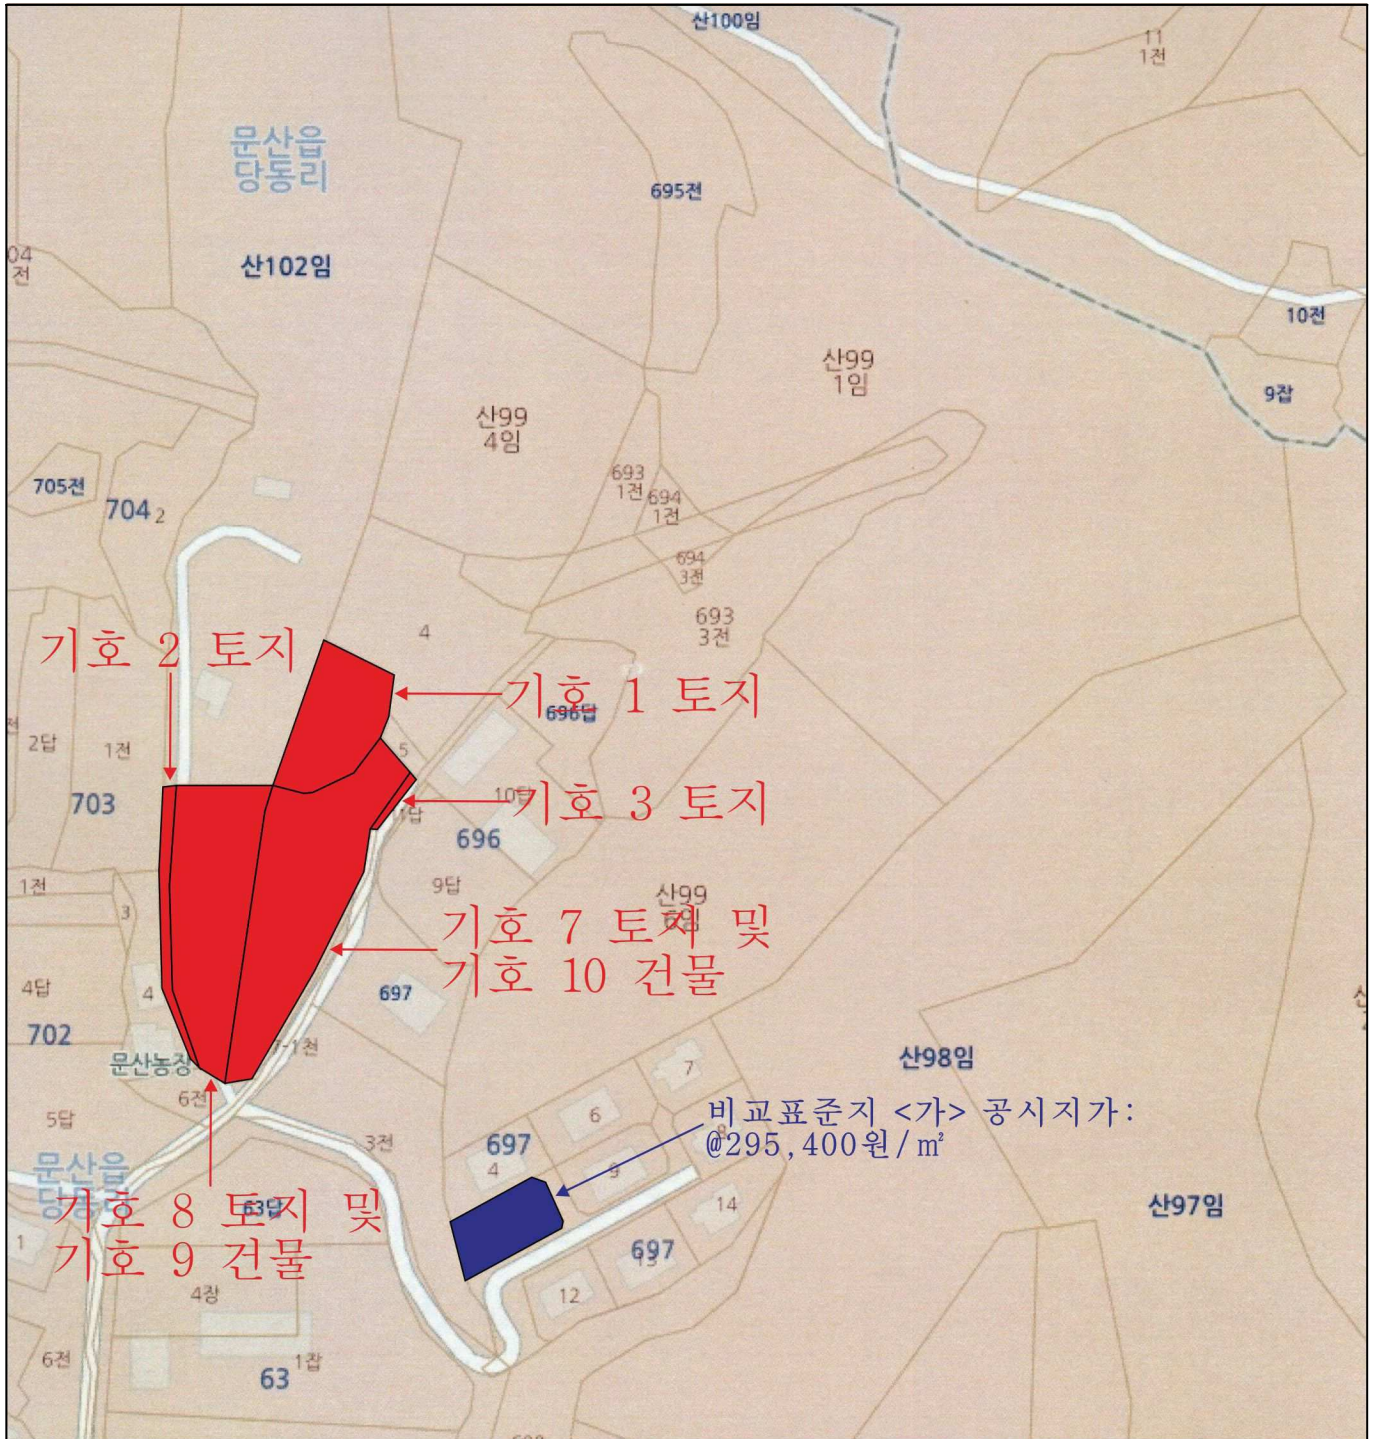 산100임
11
1전
문산읍
당동리
695전
04
전
산102임
10전
산99
1임
9잡
산99
4임
693
1전
694
1전
705전
704 2
694
3전
693
3전
4
기호 2 토지
기호 1 토지
696답
5
2답
1전
703
10답
기호 3 토지
696
1전
9답
산99
3
기호 7 토지 및
기호 10 건물
4답
4
697
702
문산농장
산98임
7
6전
5답
6
비교표준지 <가> 공시지가:
@295,400원/㎡
3전
697
4
9
8
문산읍
기호 8 토지 및
63답
14
산97임
1
기호 9 건물
697
13
4장
12
6전
1잡
63